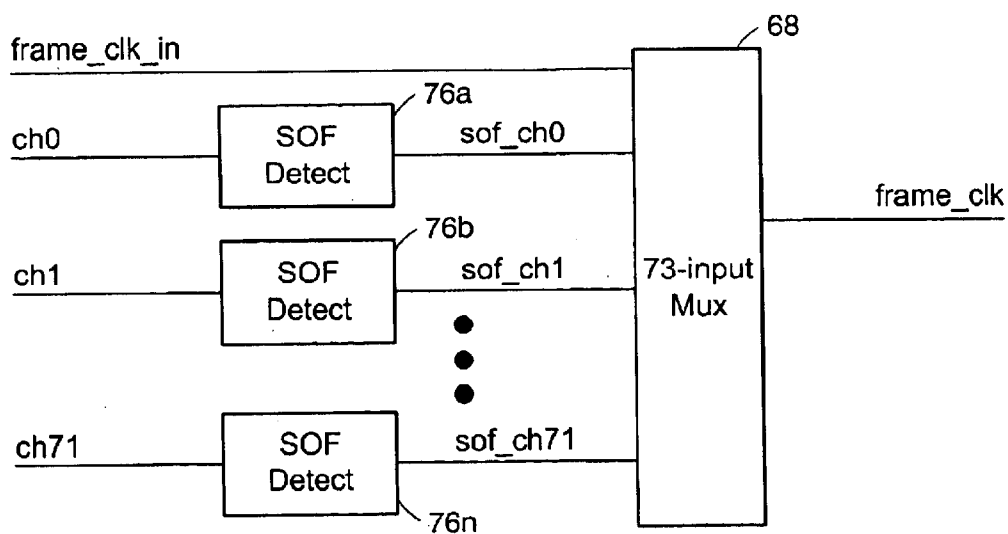 68
frame_clk_in
76a
ch0
SOF
Detect
sof_ch0
frame_clk
76b
ch1
SOF
Detect
sof_ch1
73-input
Mux
ch71
SOF
Detect
sof_ch71
76n